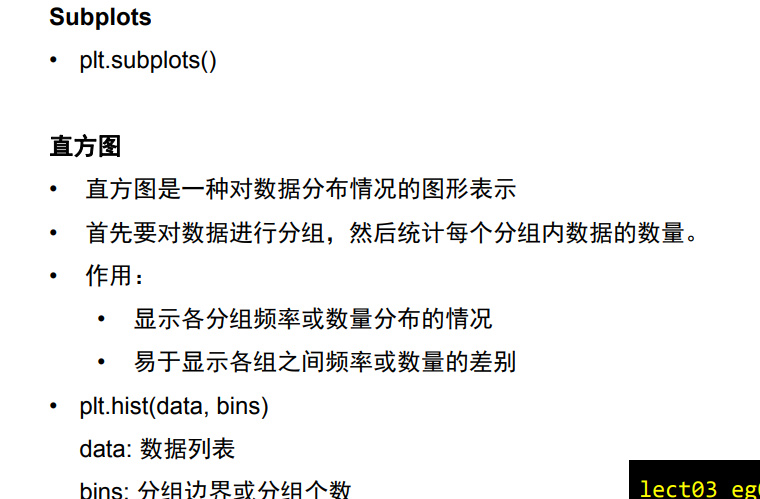 Subplots
• plt.subplots()
直方图
• 直方图是一种对数据分布情况的图形表示
• 首先要对数据进行分组，然后统计每个分组内数据的数量。
• 作用：
• 显示各分组频率或数量分布的情况
• 易于显示各组之间频率或数量的差别
• plt.hist(data, bins)
data: 数据列表
bins: 分组边界或分组个数
lect03_eg